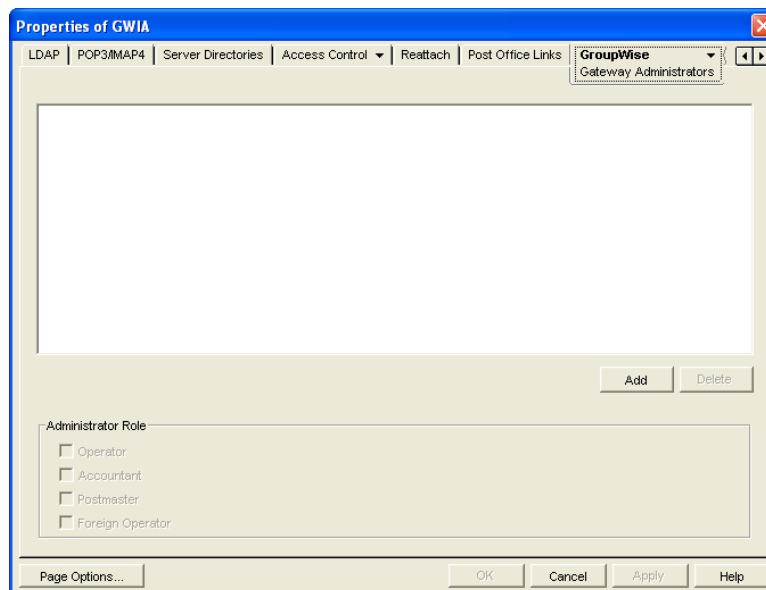 Properties of GWIA
LDAP POP3/IMAP4 Server Directories Access Control Reattach Post Office Links GroupWise
Gateway Administrators
Add Delete
Administrator Role
Operator
Accountant
Postmaster
Foreign Operator
Page Options... OK Cancel Apply Help